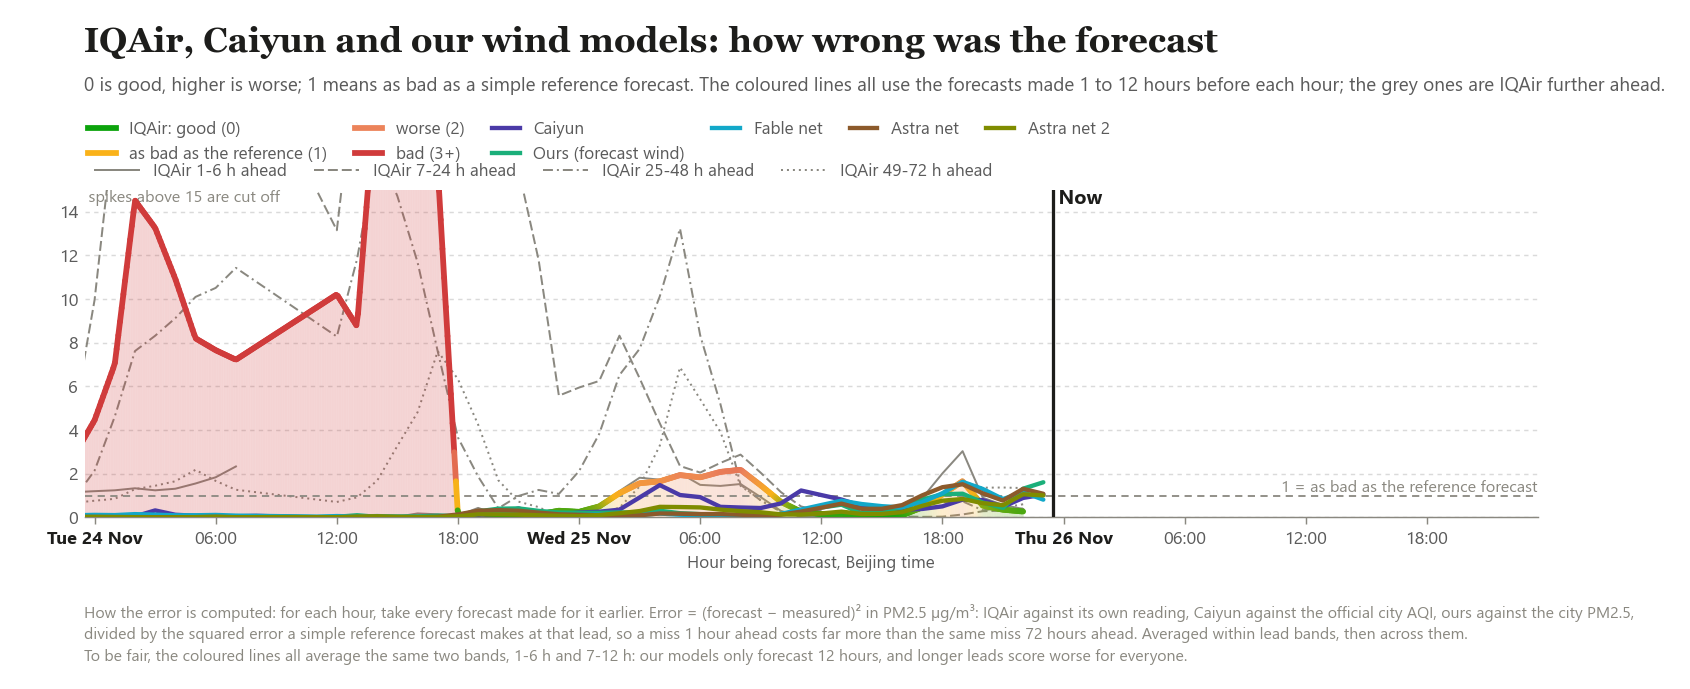 IQAir, Caiyun and our wind models: how wrong was the forecast
0 is good, higher is worse; 1 means as bad as a simple reference forecast. The coloured lines all use the forecasts made 1 to 12 hours before each hour; the grey ones are IQAir further ahead.
IQAir: good (0) worse (2) Caiyun Fable net Astra net Astra net 2
as bad as the reference (1) bad (3+) Ours (forecast wind)
IQAir 1-6 h ahead IQAir 7-24 h ahead IQAir 25-48 h ahead IQAir 49-72 h ahead
spikes above 15 are cut off
Now
14
12
10
8
6
4
2
1 = as bad as the reference forecast
0
Tue 24 Nov 06:00 12:00 18:00 Wed 25 Nov 06:00 12:00 18:00 Thu 26 Nov 06:00 12:00 18:00
Hour being forecast, Beijing time
How the error is computed: for each hour, take every forecast made for it earlier. Error = (forecast − measured)² in PM2.5 µg/m³: IQAir against its own reading, Caiyun against the official city AQI, ours against the city PM2.5,
divided by the squared error a simple reference forecast makes at that lead, so a miss 1 hour ahead costs far more than the same miss 72 hours ahead. Averaged within lead bands, then across them.
To be fair, the coloured lines all average the same two bands, 1-6 h and 7-12 h: our models only forecast 12 hours, and longer leads score worse for everyone.